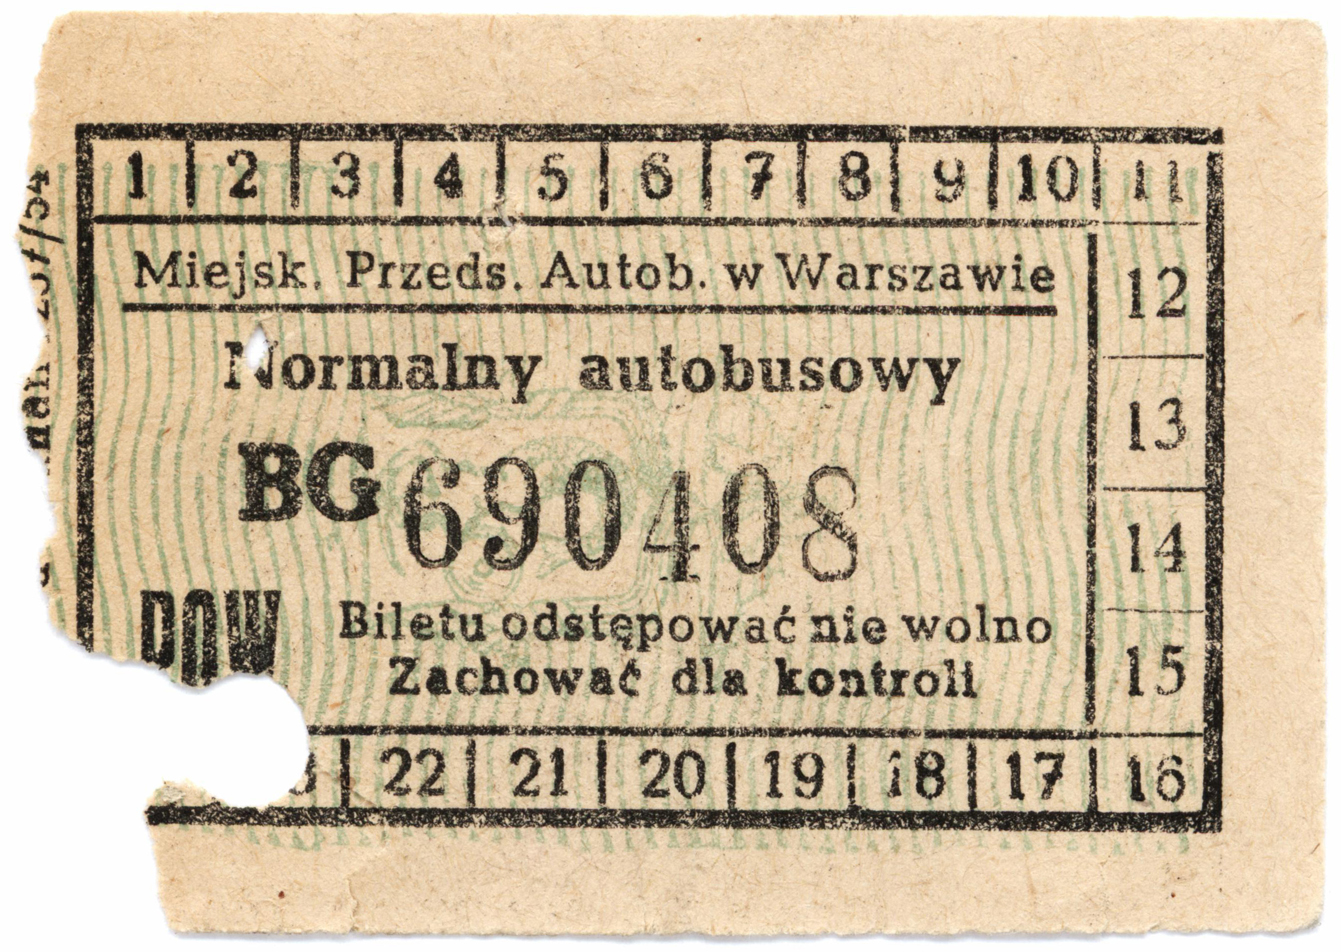 1 2 3 4 5 6 7 8 9 10 11
Miejsk. Przeds. Autob. w Warszawie
12
Normalny autobusowy
13
BG 690408
14
DOW
Biletu odstępować nie wolno
Zachować dla kontroli
15
22 21 20 19 18 17 16